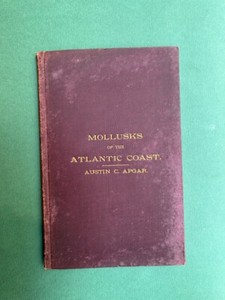 MOLLUSKS
OF THE
ATLANTIC COAST.
AUSTIN C. APGAR.